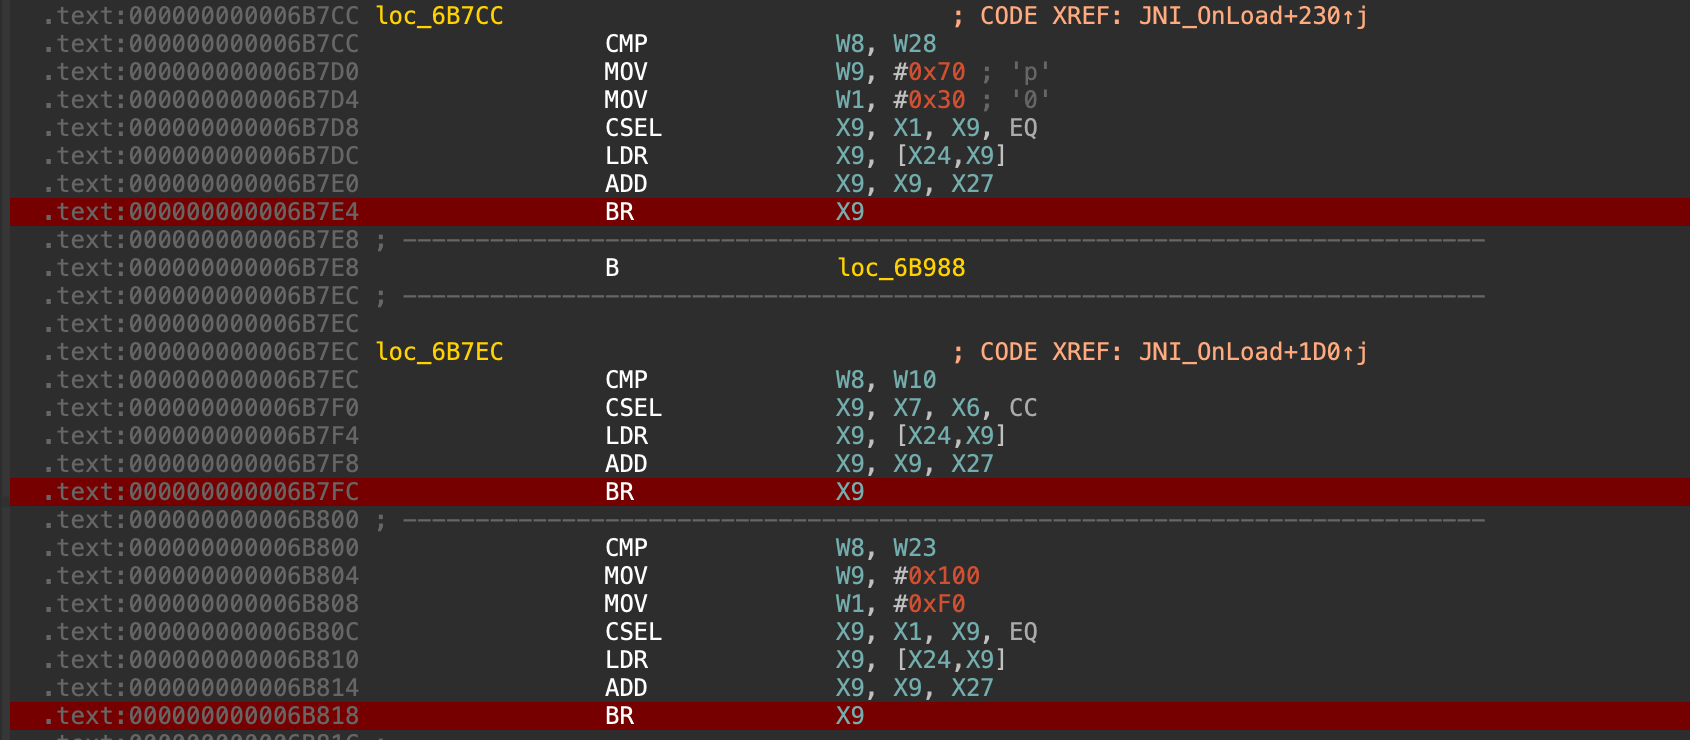 .text:000000000006B7CC loc_6B7CC ; CODE XREF: JNI_OnLoad+230↑j
.text:000000000006B7CC CMP W8, W28
.text:000000000006B7D0 MOV W9, #0x70 ; 'p'
.text:000000000006B7D4 MOV W1, #0x30 ; '0'
.text:000000000006B7D8 CSEL X9, X1, X9, EQ
.text:000000000006B7DC LDR X9, [X24,X9]
.text:000000000006B7E0 ADD X9, X9, X27
.text:000000000006B7E4 BR X9
.text:000000000006B7E8 ; ---------------------------------------------------------------------------
.text:000000000006B7E8 B loc_6B988
.text:000000000006B7EC ; ---------------------------------------------------------------------------
.text:000000000006B7EC
.text:000000000006B7EC loc_6B7EC ; CODE XREF: JNI_OnLoad+1D0↑j
.text:000000000006B7EC CMP W8, W10
.text:000000000006B7F0 CSEL X9, X7, X6, CC
.text:000000000006B7F4 LDR X9, [X24,X9]
.text:000000000006B7F8 ADD X9, X9, X27
.text:000000000006B7FC BR X9
.text:000000000006B800 ; ---------------------------------------------------------------------------
.text:000000000006B800 CMP W8, W23
.text:000000000006B804 MOV W9, #0x100
.text:000000000006B808 MOV W1, #0xF0
.text:000000000006B80C CSEL X9, X1, X9, EQ
.text:000000000006B810 LDR X9, [X24,X9]
.text:000000000006B814 ADD X9, X9, X27
.text:000000000006B818 BR X9